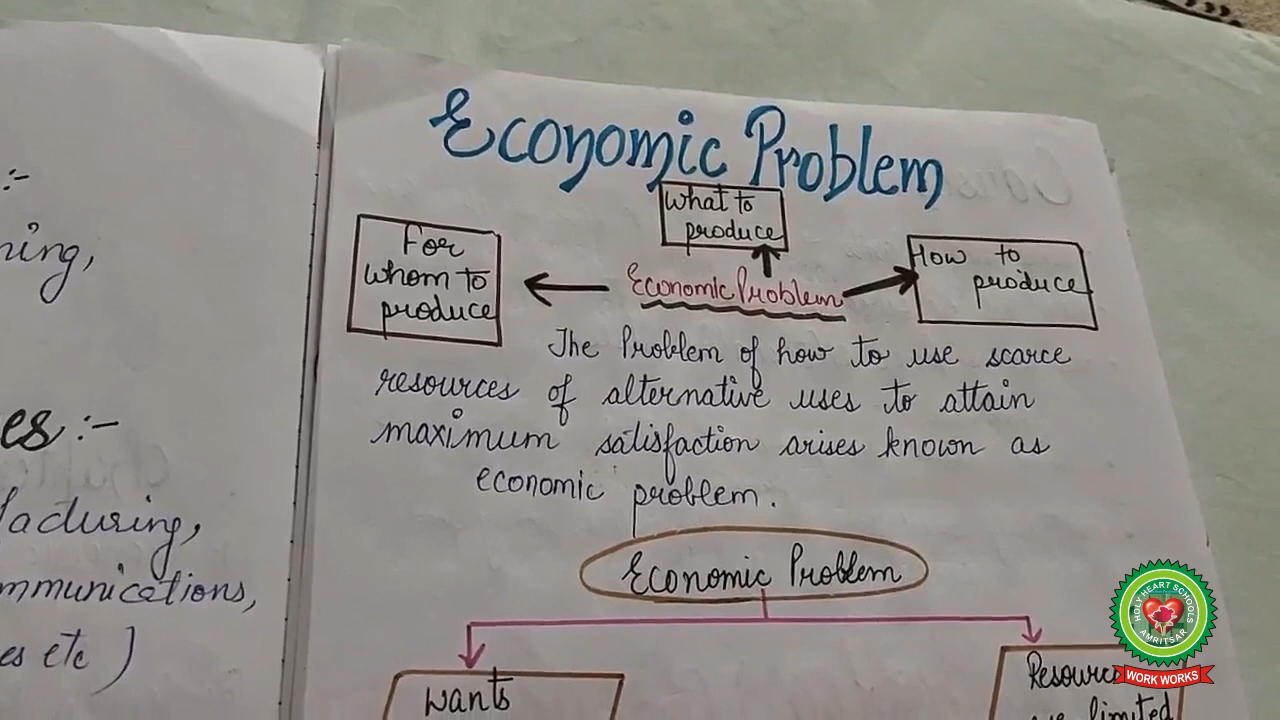 :-
ning,
es :-
facturing,
mmunications,
es etc )
Economic Problem
What to
produce
For
whom to
produce
Economic Problem
How to
produce
The Problem of how to use scarce
resources of alternative uses to attain
maximum satisfaction arises known as
economic problem.
Economic Problem
Wants
limited
HOLY HEART SCHOOLS
AMRITSAR
WORK WORKS